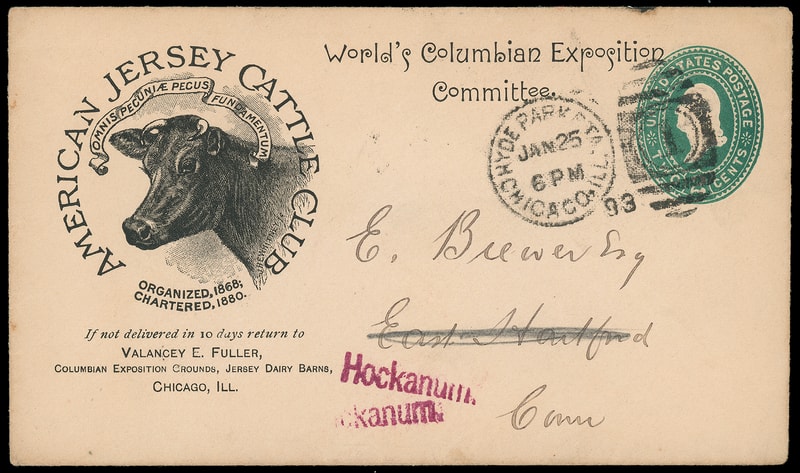 AMERICAN JERSEY CATTLE CLUB
OMNIS PECUNIÆ PECUS FUNDAMENTUM
ORGANIZED, 1868;
CHARTERED, 1880.
If not delivered in 10 days return to
VALANCEY E. FULLER,
COLUMBIAN EXPOSITION GROUNDS, JERSEY DAIRY BARNS,
CHICAGO, ILL.
World's Columbian Exposition
Committee.
HYDE PARK STA.
JAN 25
6 PM
CHICAGO, ILL.
93
UNITED STATES POSTAGE
TWO CENTS
E. Brewer Esq
East Hartford
Hockanum.
ckanum.
Conn